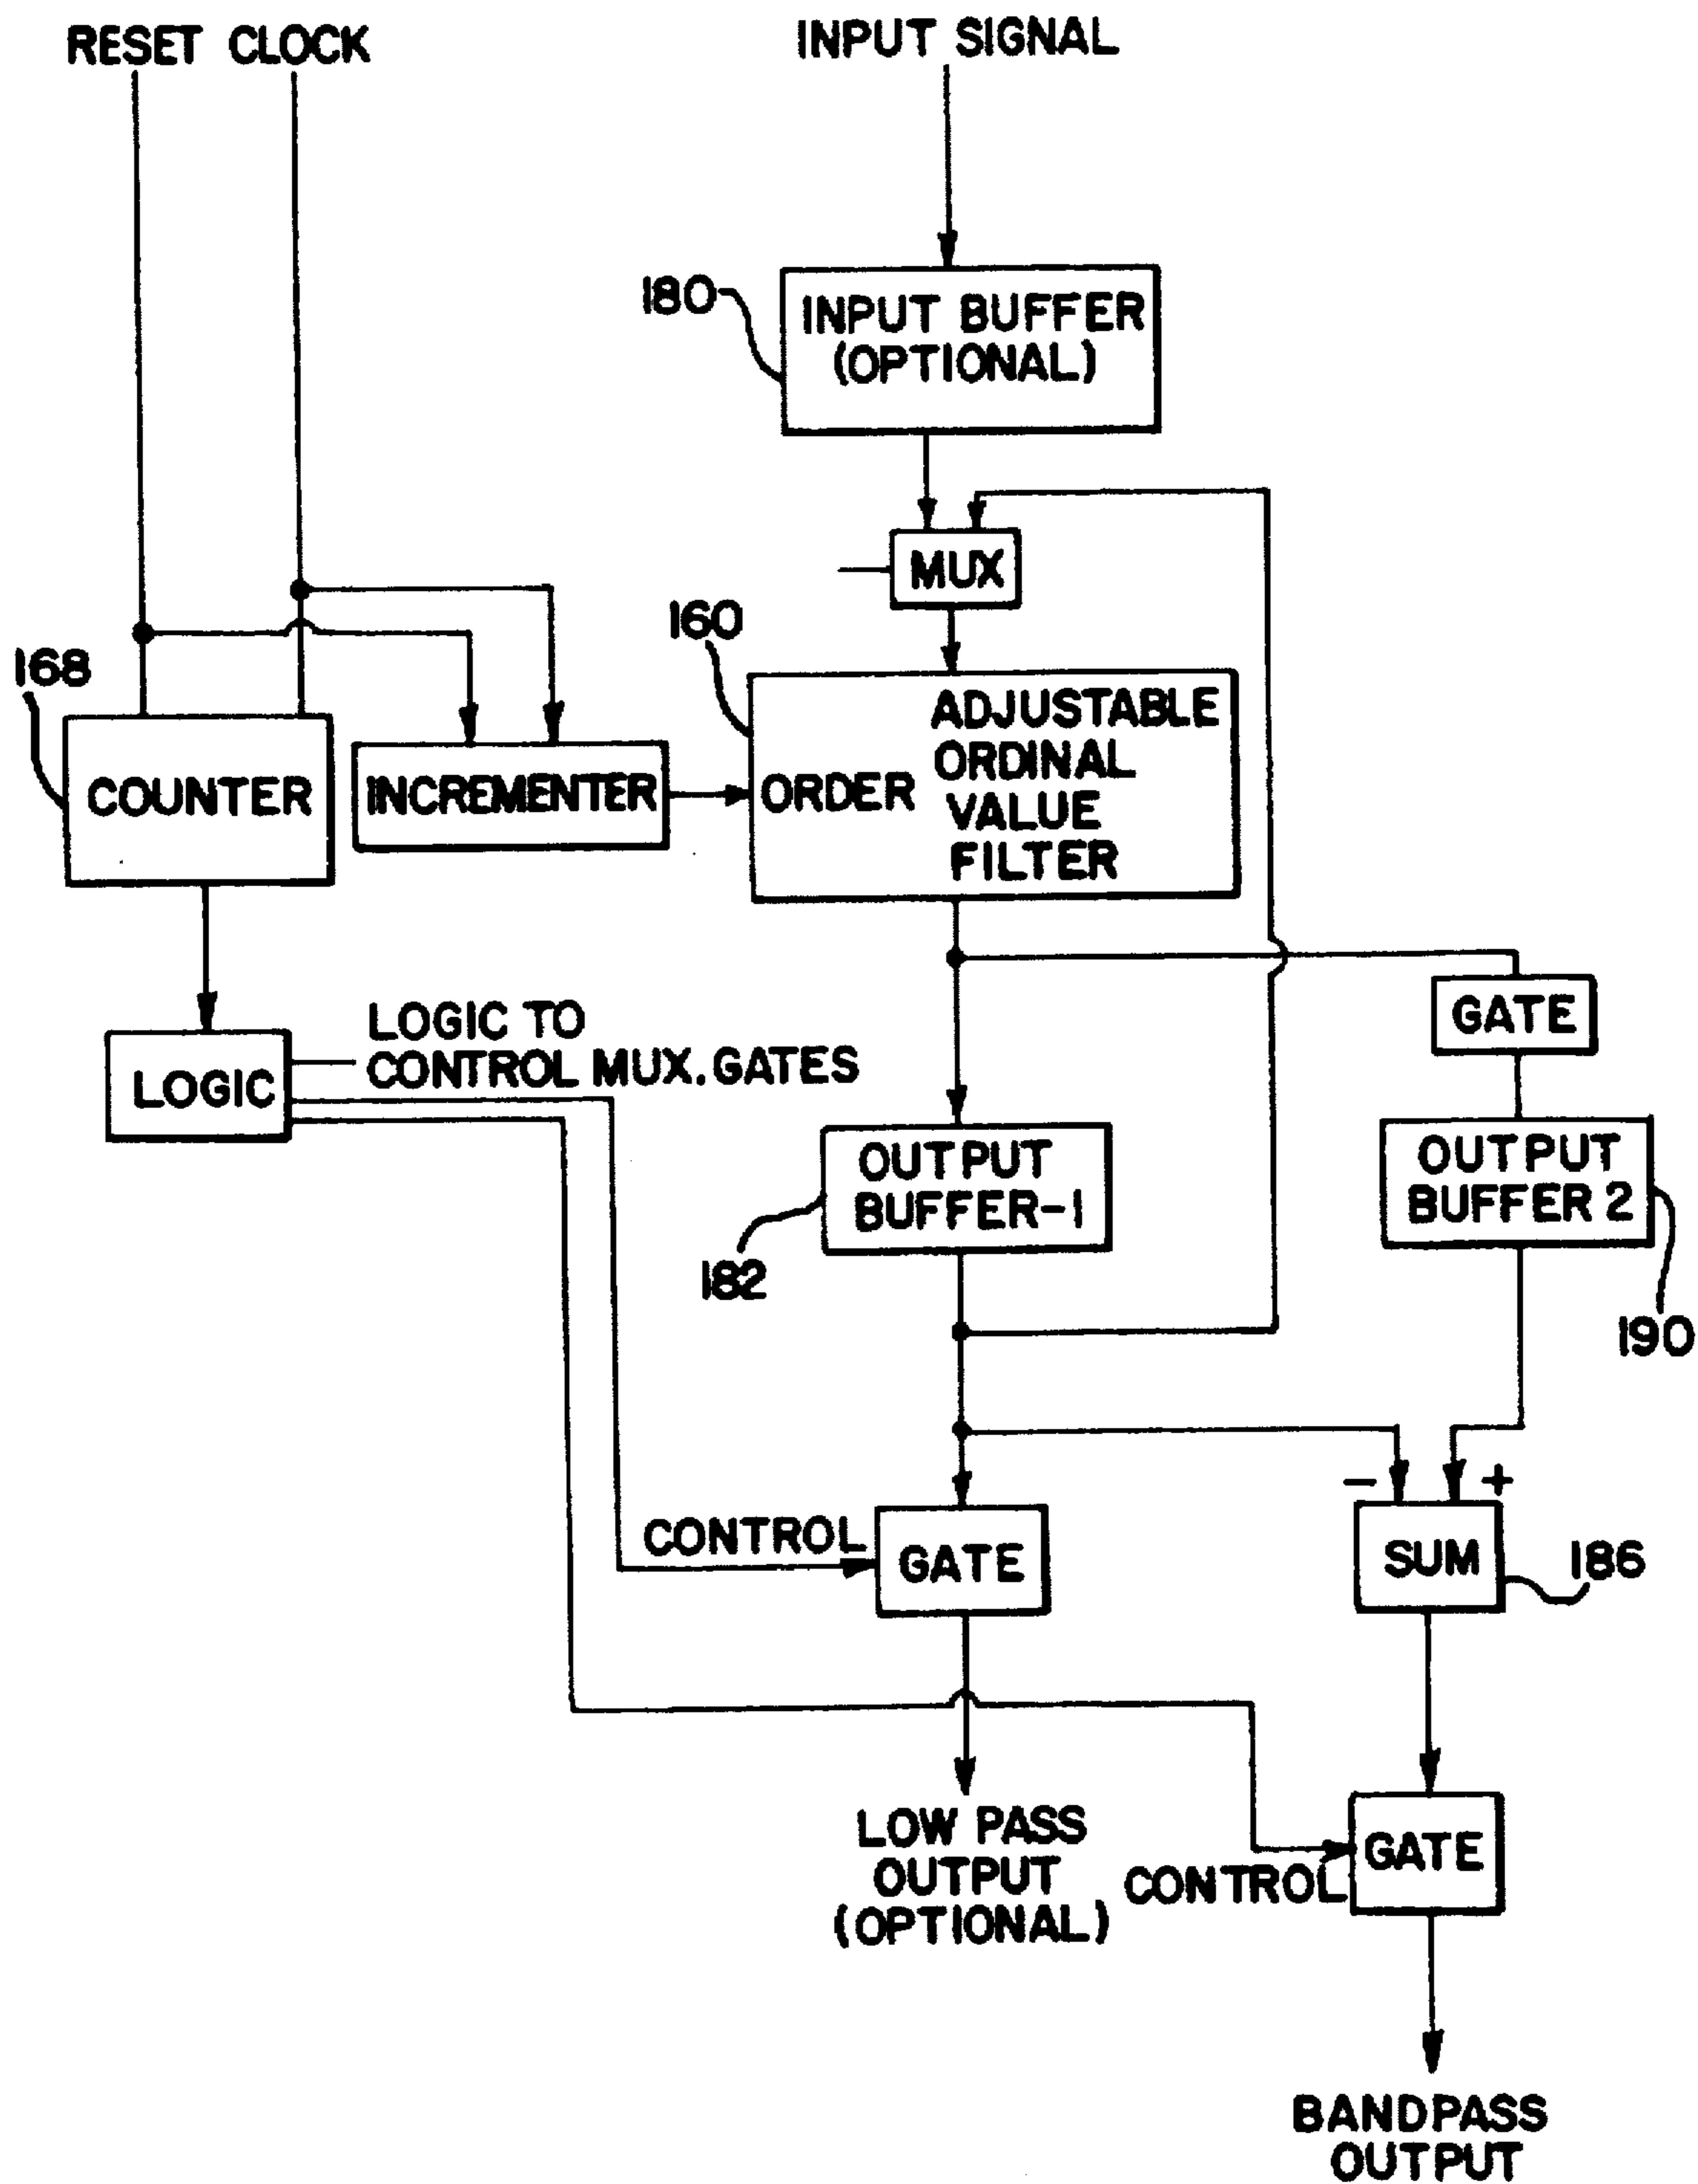 RESET CLOCK
INPUT SIGNAL
180
INPUT BUFFER
(OPTIONAL)
MUX
160
168
COUNTER
INCREMENTER
ORDER
ADJUSTABLE
ORDINAL
VALUE
FILTER
GATE
LOGIC
LOGIC TO
CONTROL MUX. GATES
OUTPUT
BUFFER-1
182
OUTPUT
BUFFER 2
190
- +
CONTROL
GATE
SUM
186
LOW PASS
OUTPUT
(OPTIONAL)
CONTROL
GATE
BANDPASS
OUTPUT